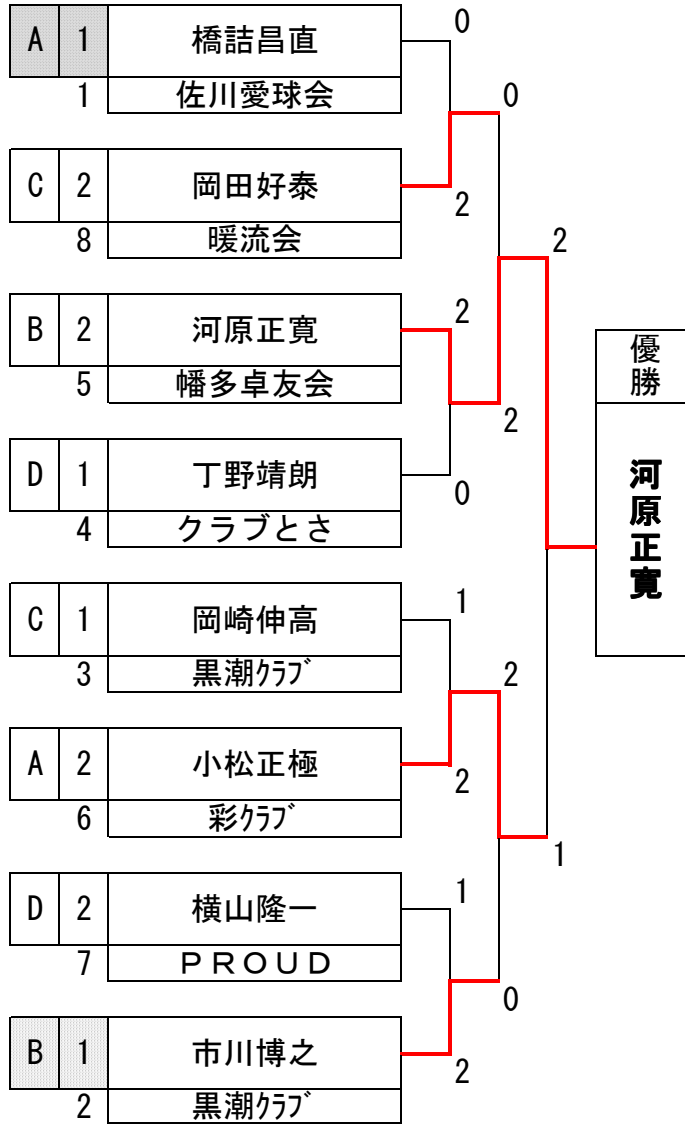 A 1 橋詰昌直 0
1 佐川愛球会
0
C 2 岡田好泰
2
8 暖流会
2
B 2 河原正寛 2
優勝
5 幡多卓友会
2
D 1 丁野靖朗
0
4 クラブとさ
河原正寛
C 1 岡崎伸高 1
3 黒潮ｸﾗﾌﾞ
2
A 2 小松正極
2
6 彩ｸﾗﾌﾞ
1
D 2 横山隆一 1
7 ＰＲＯＵＤ
0
B 1 市川博之
2
2 黒潮ｸﾗﾌﾞ